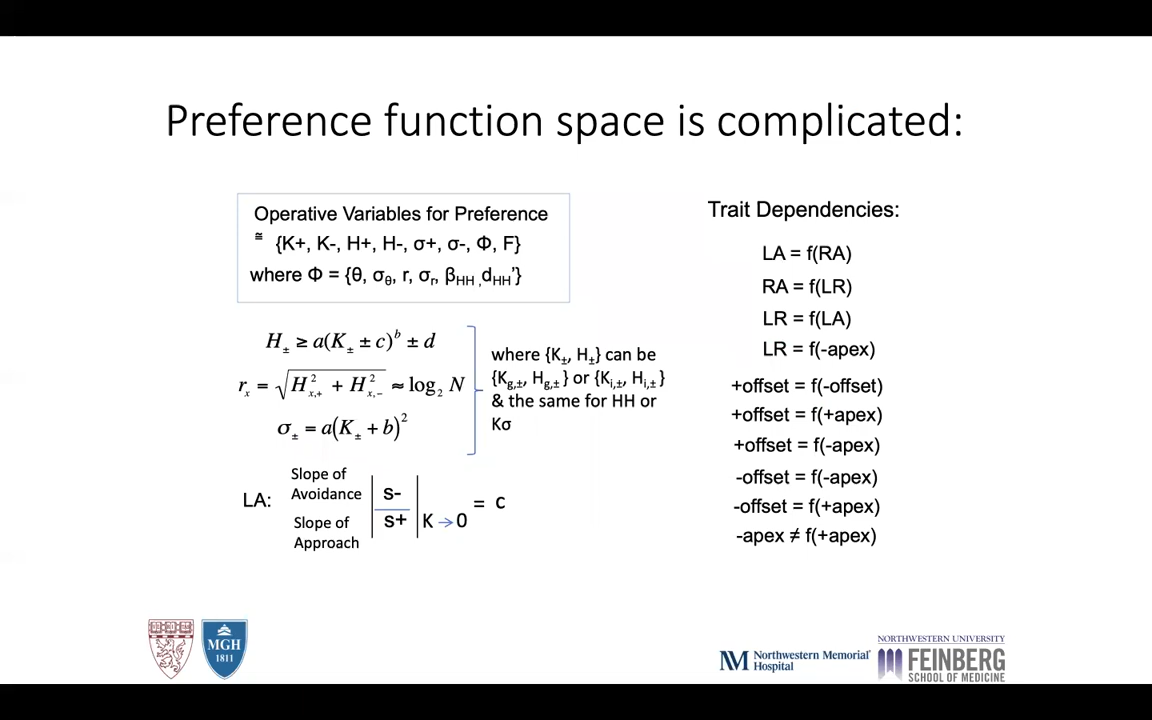 Preference function space is complicated:
Operative Variables for Preference
≅ {K+, K-, H+, H-, σ+, σ-, Φ, F}
where Φ = {θ, σθ, r, σr, βHH , dHH'}
H± ≥ a(K± ± c)^b ± d
rx = √(H²x,+ + H²x,−) ≈ log₂ N
σ± = a(K± + b)²
where {K±, H±} can be
{Kg,±, Hg,±} or {Ki,±, Hi,±}
& the same for HH or
Kσ
LA:
Slope of
Avoidance
Slope of
Approach
| s- / s+ | K → 0 = c
Trait Dependencies:
LA = f(RA)
RA = f(LR)
LR = f(LA)
LR = f(-apex)
+offset = f(-offset)
+offset = f(+apex)
+offset = f(-apex)
-offset = f(-apex)
-offset = f(+apex)
-apex ≠ f(+apex)
MGH
1811
NM Northwestern Memorial
Hospital
NORTHWESTERN UNIVERSITY
FEINBERG
SCHOOL OF MEDICINE